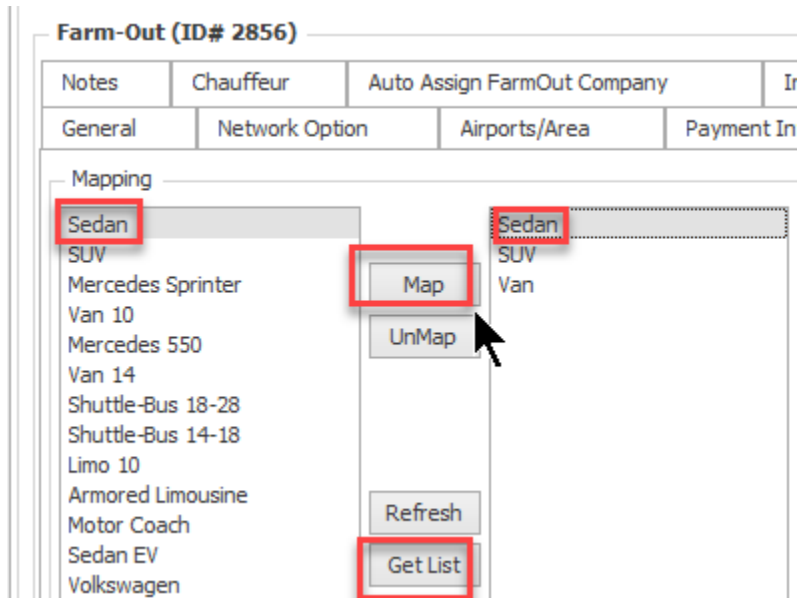 Farm-Out (ID# 2856)
Notes Chauffeur Auto Assign FarmOut Company
General Network Option Airports/Area Payment
Mapping
Sedan
SUV
Mercedes Sprinter
Van 10
Mercedes 550
Van 14
Shuttle-Bus 18-28
Shuttle-Bus 14-18
Limo 10
Armored Limousine
Motor Coach
Sedan EV
Volkswagen
Map
UnMap
Refresh
Get List
Sedan
SUV
Van